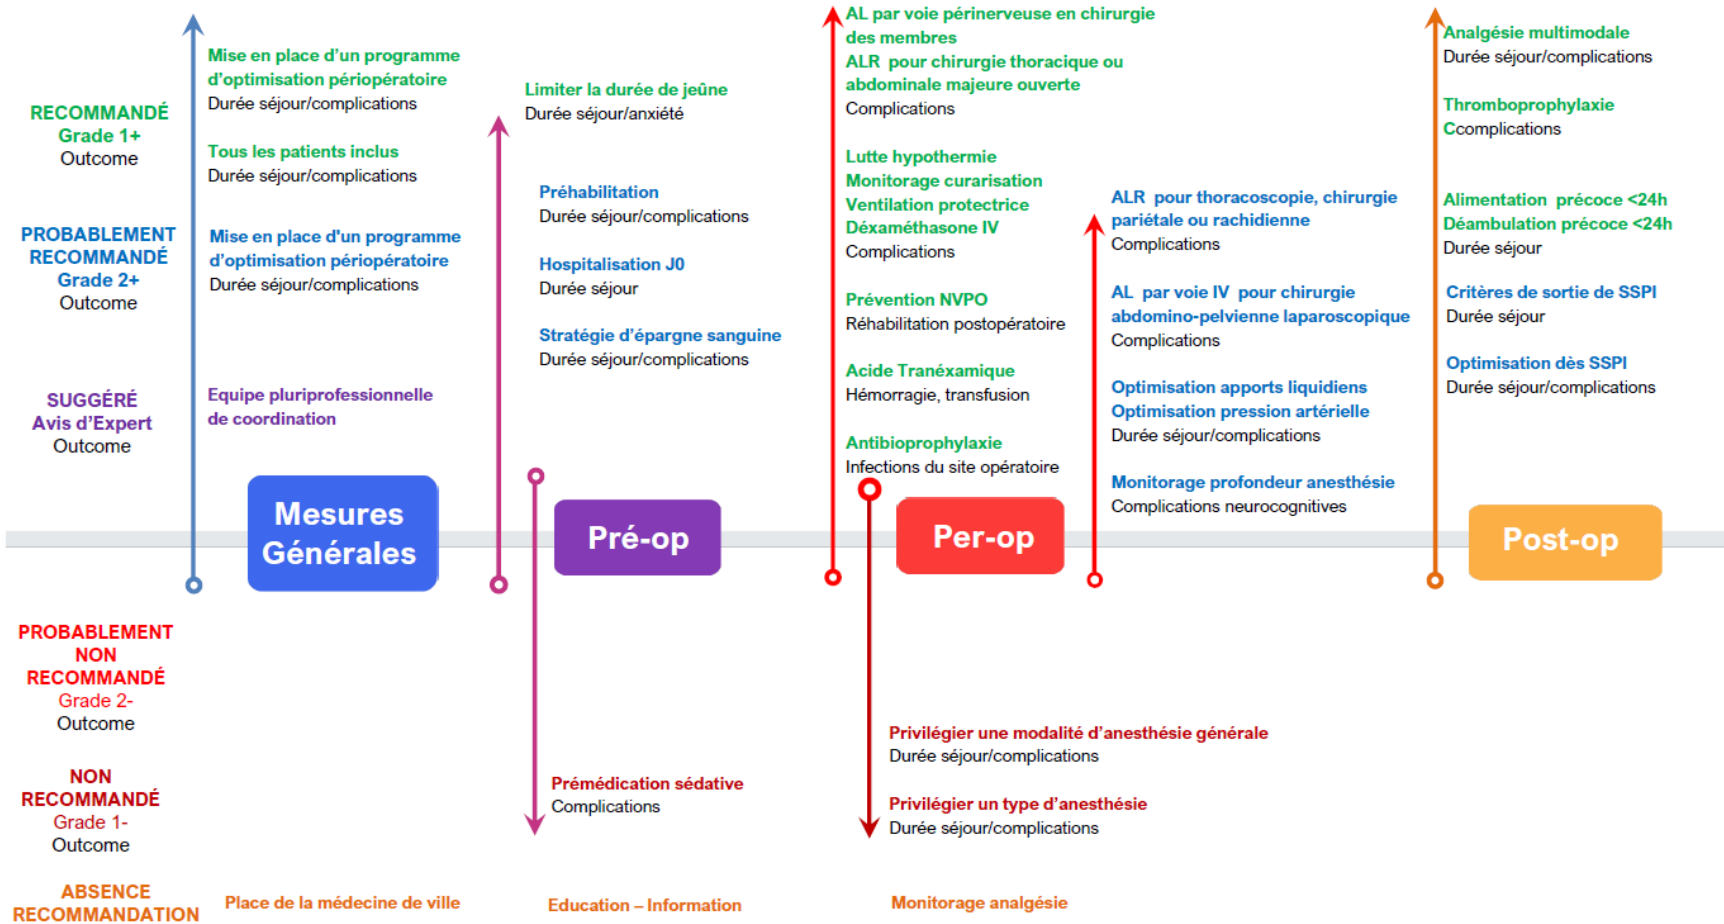 RECOMMANDÉ
Grade 1+
Outcome
PROBABLEMENT
RECOMMANDÉ
Grade 2+
Outcome
SUGGÉRÉ
Avis d'Expert
Outcome
PROBABLEMENT
NON
RECOMMANDÉ
Grade 2-
Outcome
NON
RECOMMANDÉ
Grade 1-
Outcome
ABSENCE
RECOMMANDATION
Mise en place d'un programme
d'optimisation périopératoire
Durée séjour/complications
Tous les patients inclus
Durée séjour/complications
Mise en place d'un programme
d'optimisation périopératoire
Durée séjour/complications
Equipe pluriprofessionnelle
de coordination
Mesures
Générales
Place de la médecine de ville
Limiter la durée de jeûne
Durée séjour/anxiété
Préhabilitation
Durée séjour/complications
Hospitalisation J0
Durée séjour
Stratégie d'épargne sanguine
Durée séjour/complications
Pré-op
Prémédication sédative
Complications
Education – Information
AL par voie périnerveuse en chirurgie
des membres
ALR pour chirurgie thoracique ou
abdominale majeure ouverte
Complications
Lutte hypothermie
Monitorage curarisation
Ventilation protectrice
Déxaméthasone IV
Complications
Prévention NVPO
Réhabilitation postopératoire
Acide Tranéxamique
Hémorragie, transfusion
Antibioprophylaxie
Infections du site opératoire
Per-op
ALR pour thoracoscopie, chirurgie
pariétale ou rachidienne
Complications
AL par voie IV pour chirurgie
abdomino-pelvienne laparoscopique
Complications
Optimisation apports liquidiens
Optimisation pression artérielle
Durée séjour/complications
Monitorage profondeur anesthésie
Complications neurocognitives
Privilégier une modalité d'anesthésie générale
Durée séjour/complications
Privilégier un type d'anesthésie
Durée séjour/complications
Monitorage analgésie
Analgésie multimodale
Durée séjour/complications
Thromboprophylaxie
Ccomplications
Alimentation précoce <24h
Déambulation précoce <24h
Durée séjour
Critères de sortie de SSPI
Durée séjour
Optimisation dès SSPI
Durée séjour/complications
Post-op